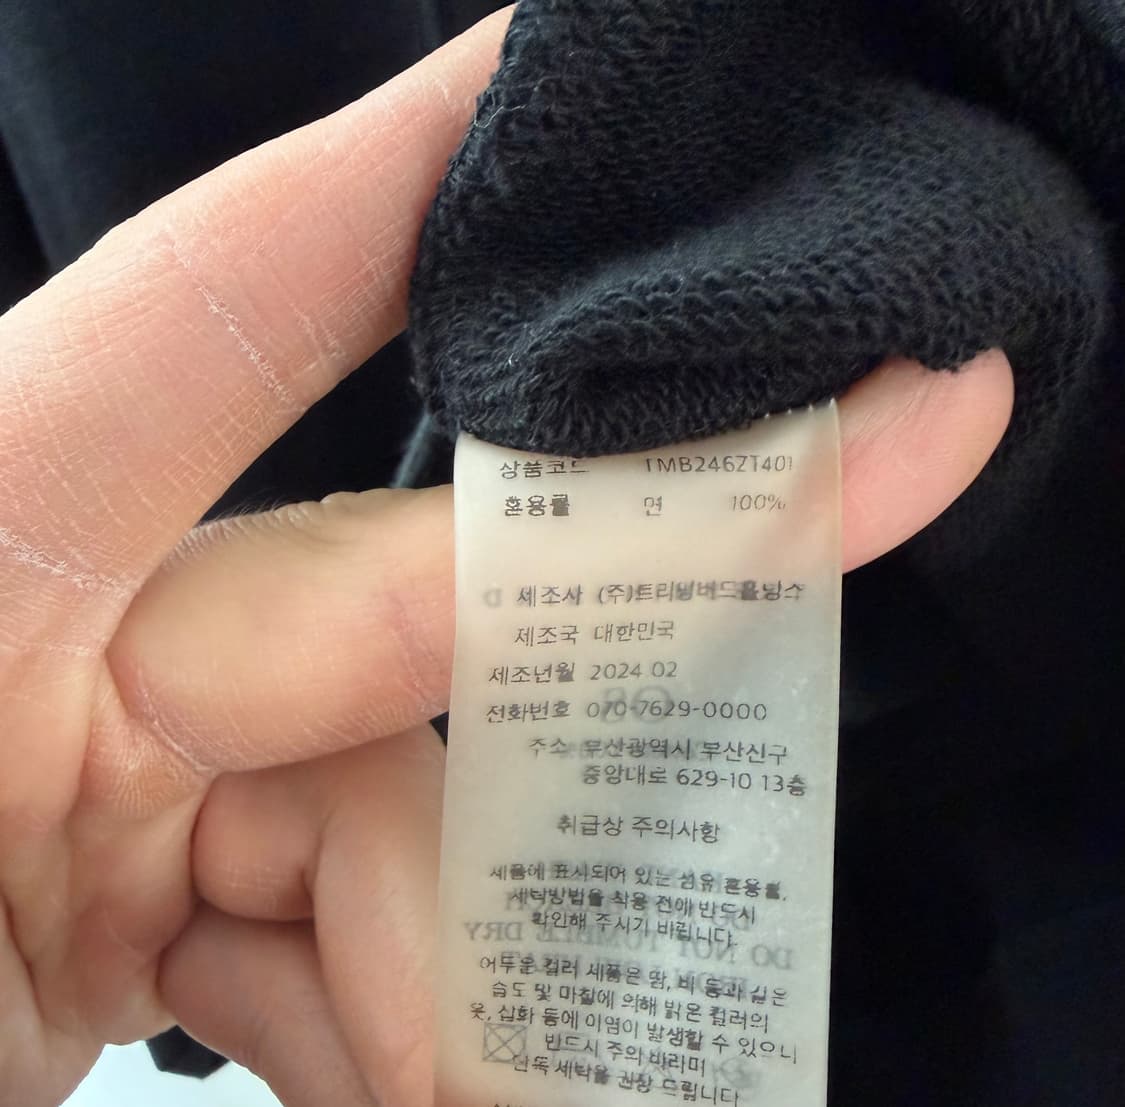 상품코드 TMB246ZT401
혼용률 면 100%
제조사 (주)트리밍버드홀딩스
제조국 대한민국
제조년월 2024 02
전화번호 070-7629-0000
주소 부산광역시 부산진구
중앙대로 629-10 13층
취급상 주의사항
제품에 표시되어 있는 섬유 혼용률,
세탁방법을 착용 전에 반드시
확인해 주시기 바랍니다.
어두운 컬러 제품은 땀, 비 등과 같은
습도 및 마찰에 의해 밝은 컬러의
옷, 잡화 등에 이염이 발생할 수 있으니
반드시 주의 바라며
단독 세탁을 권장 드립니다
DO NOT TUMBLE DRY